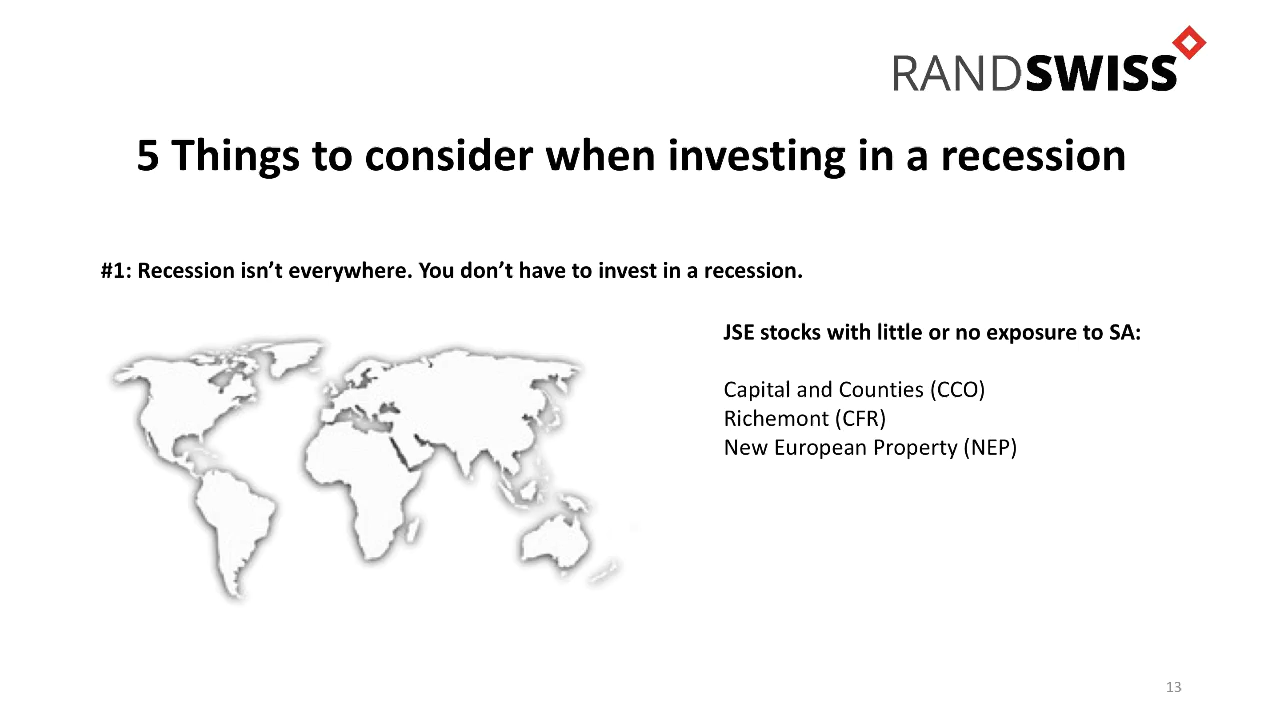 RANDSWISS
5 Things to consider when investing in a recession
#1: Recession isn’t everywhere. You don’t have to invest in a recession.
JSE stocks with little or no exposure to SA:
Capital and Counties (CCO)
Richemont (CFR)
New European Property (NEP)
13